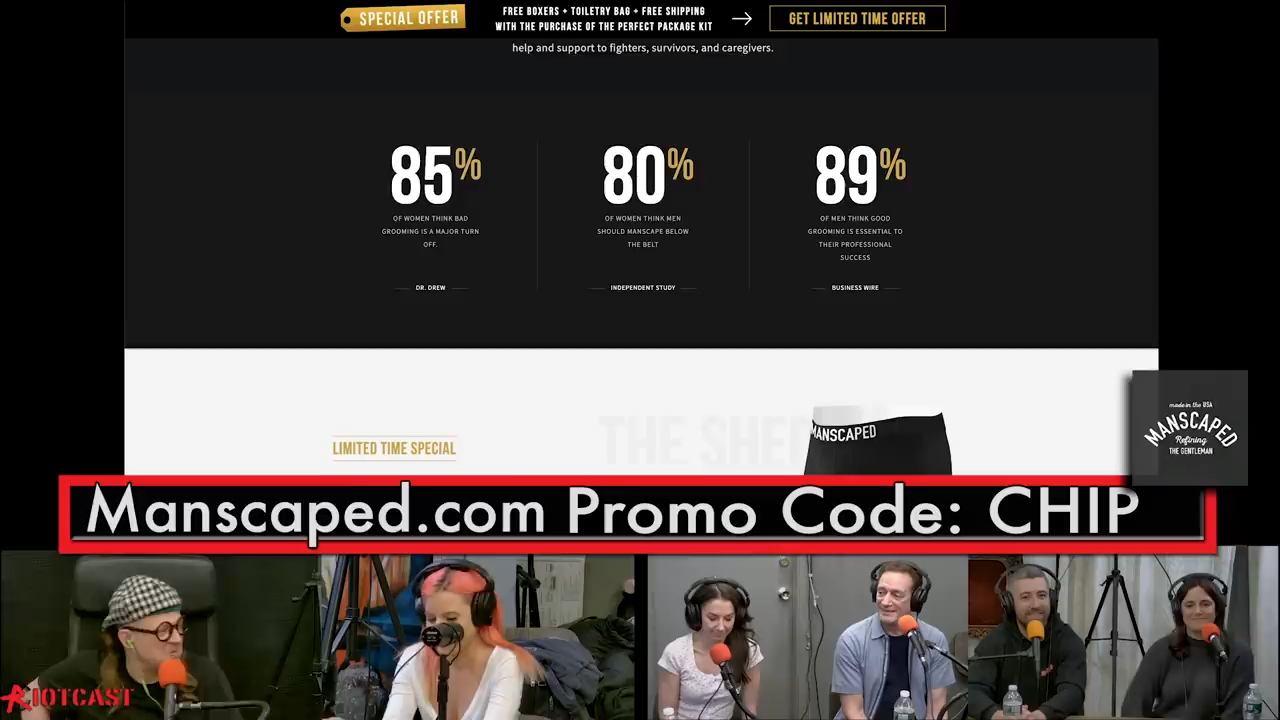 SPECIAL OFFER
FREE BOXERS + TOILETRY BAG + FREE SHIPPING
WITH THE PURCHASE OF THE PERFECT PACKAGE KIT
GET LIMITED TIME OFFER
help and support to fighters, survivors, and caregivers.
85%
OF WOMEN THINK BAD
GROOMING IS A MAJOR TURN
OFF.
DR. DREW
80%
OF WOMEN THINK MEN
SHOULD MANSCAPE BELOW
THE BELT
INDEPENDENT STUDY
89%
OF MEN THINK GOOD
GROOMING IS ESSENTIAL TO
THEIR PROFESSIONAL
SUCCESS
BUSINESS WIRE
LIMITED TIME SPECIAL
THE SHE
MANSCAPED
made in the USA
MANSCAPED
Refining
THE GENTLEMAN
Manscaped.com Promo Code: CHIP
RIOTCAST